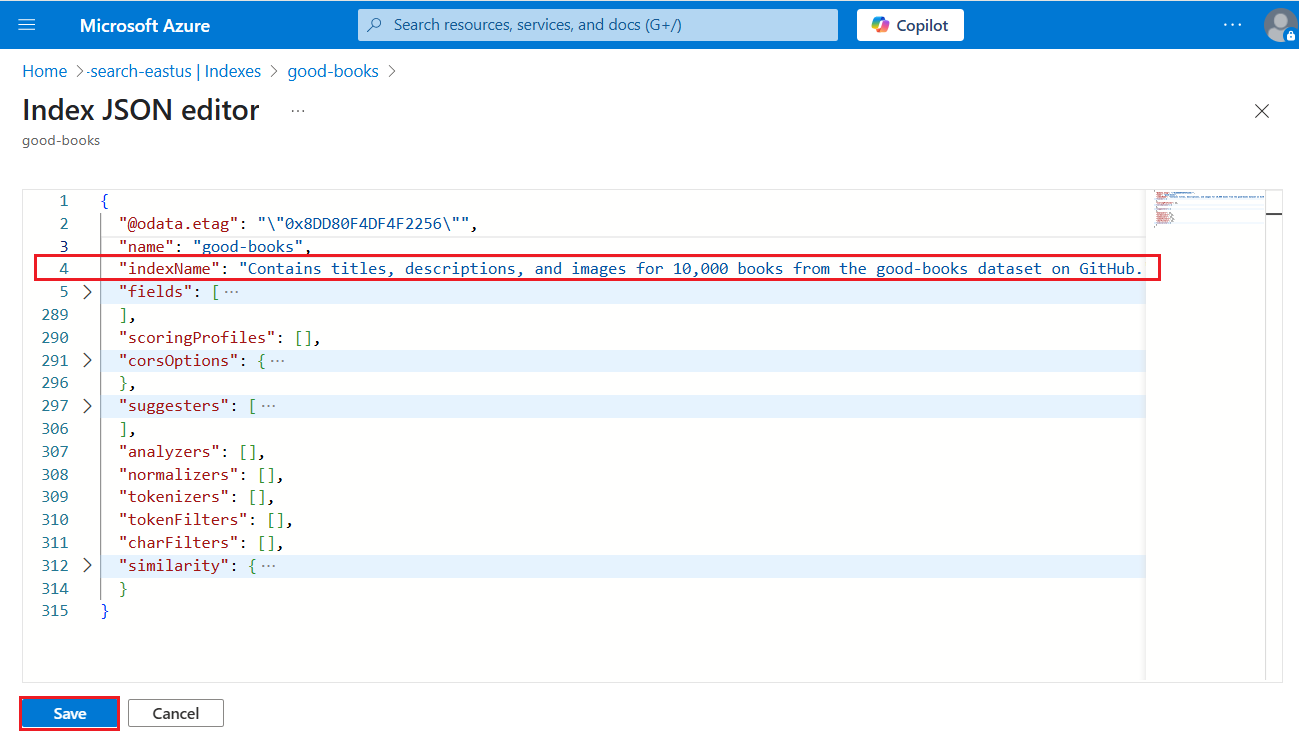 Microsoft Azure
Search resources, services, and docs (G+/)
Copilot
Home > -search-eastus | Indexes > good-books >
Index JSON editor ...
good-books
1 {
2 "@odata.etag": "\"0x8DD80F4DF4F2256\"",
3 "name": "good-books",
4 "indexName": "Contains titles, descriptions, and images for 10,000 books from the good-books dataset on GitHub.
5 > "fields": [ ...
289 ],
290 "scoringProfiles": [],
291 > "corsOptions": { ...
296 },
297 > "suggesters": [ ...
306 ],
307 "analyzers": [],
308 "normalizers": [],
309 "tokenizers": [],
310 "tokenFilters": [],
311 "charFilters": [],
312 > "similarity": { ...
314 }
315 }
Save
Cancel